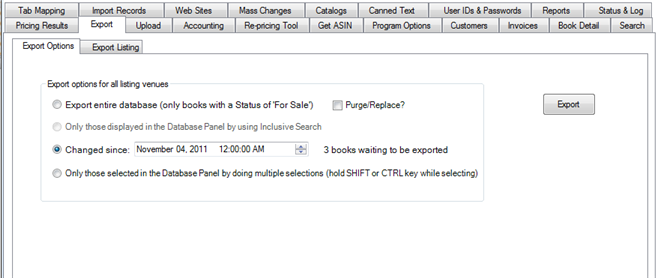 Tab Mapping Import Records Web Sites Mass Changes Catalogs Canned Text User IDs & Passwords Reports Status & Log
Pricing Results Export Upload Accounting Re-pricing Tool Get ASIN Program Options Customers Invoices Book Detail Search
Export Options Export Listing
Export options for all listing venues
Export entire database (only books with a Status of 'For Sale') Purge/Replace?
Export
Only those displayed in the Database Panel by using Inclusive Search
Changed since: November 04, 2011 12:00:00 AM 3 books waiting to be exported
Only those selected in the Database Panel by doing multiple selections (hold SHIFT or CTRL key while selecting)